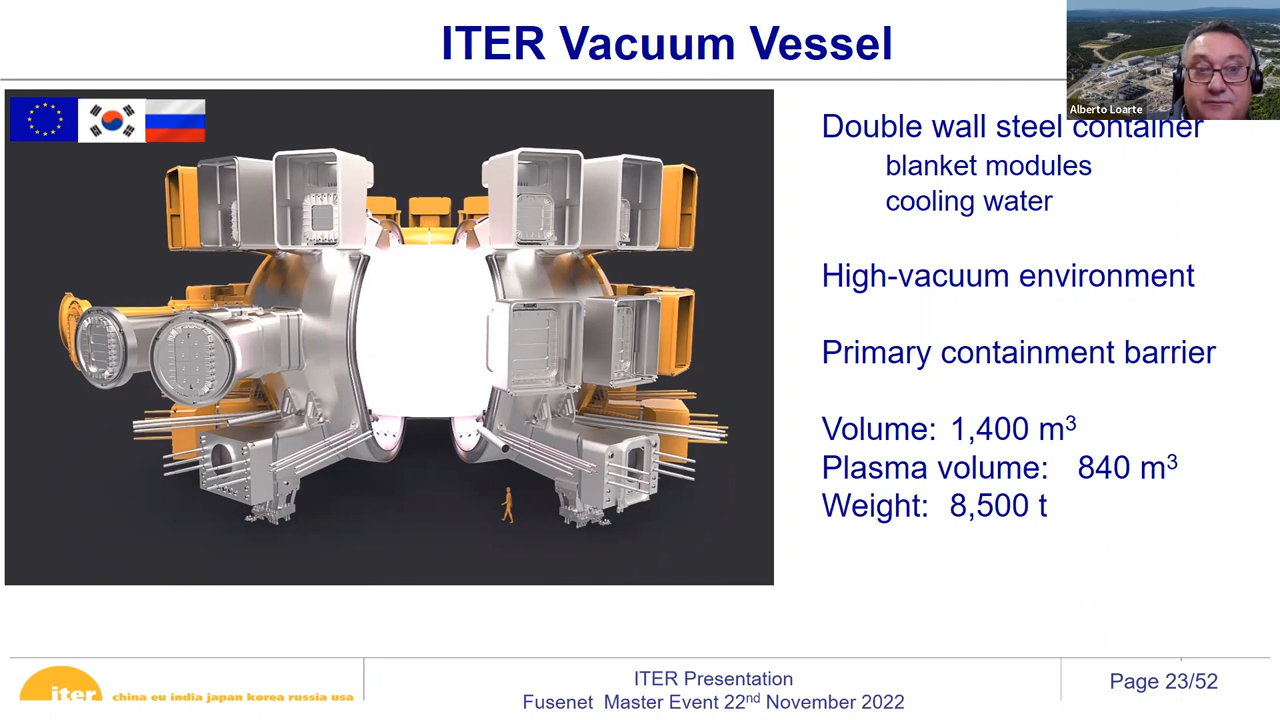 ITER Vacuum Vessel
Alberto Loarte
Double wall steel container
blanket modules
cooling water
High-vacuum environment
Primary containment barrier
Volume: 1,400 m³
Plasma volume: 840 m³
Weight: 8,500 t
iter
china eu india japan korea russia usa
ITER Presentation
Fusenet Master Event 22nd November 2022
Page 23/52